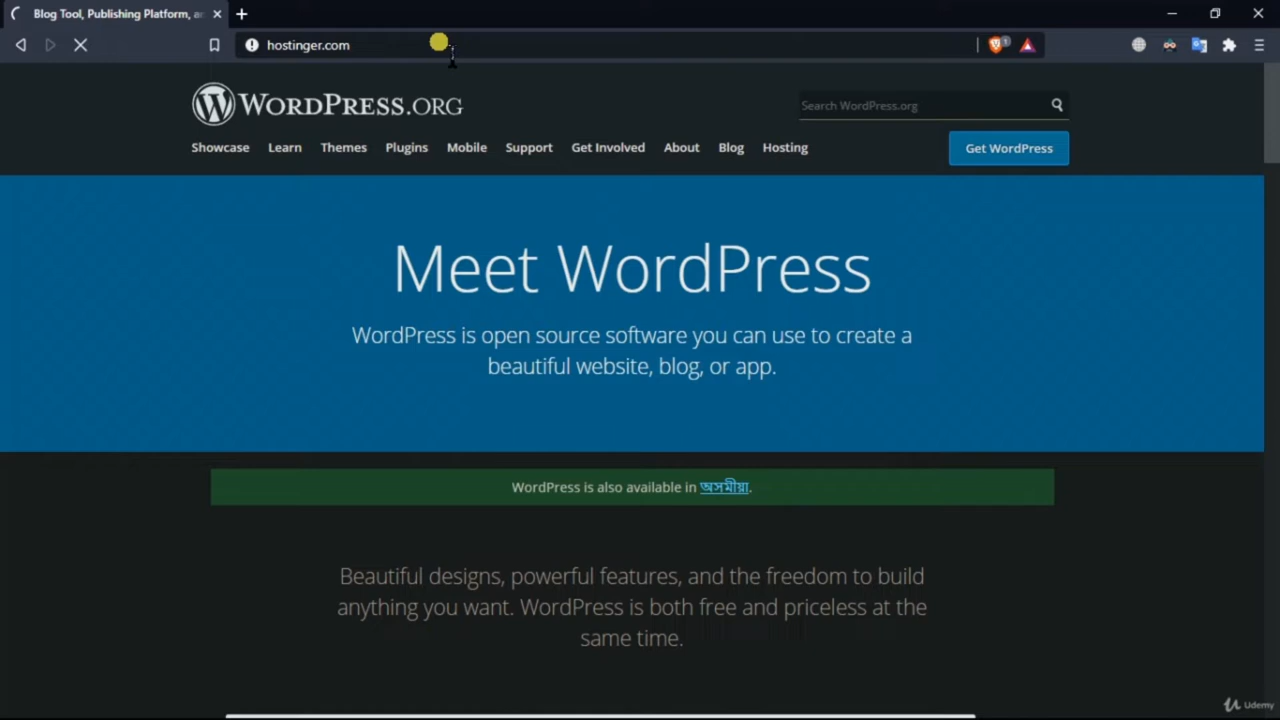 Blog Tool, Publishing Platform, a
hostinger.com
1
WORDPRESS.ORG
Search WordPress.org
Showcase Learn Themes Plugins Mobile Support Get Involved About Blog Hosting
Get WordPress
Meet WordPress
WordPress is open source software you can use to create a
beautiful website, blog, or app.
WordPress is also available in অসমীয়া.
Beautiful designs, powerful features, and the freedom to build
anything you want. WordPress is both free and priceless at the
same time.
Udemy